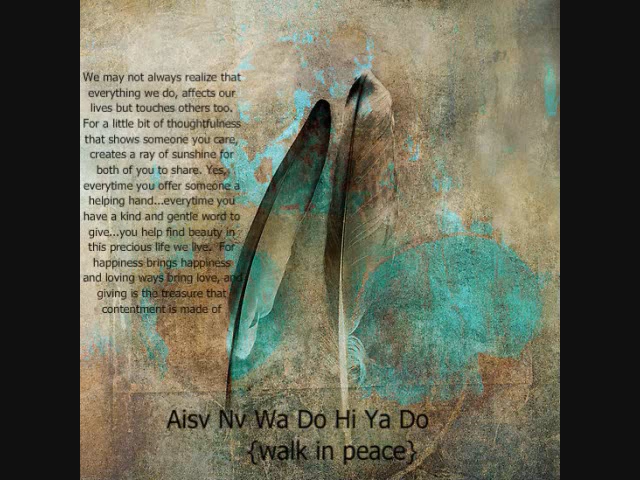 We may not always realize that
everything we do, affects our
lives but touches others too.
For a little bit of thoughtfulness
that shows someone you care,
creates a ray of sunshine for
both of you to share. Yes,
everytime you offer someone a
helping hand...everytime you
have a kind and gentle word to
give...you help find beauty in
this precious life we live. For
happiness brings happiness
and loving ways bring love, and
giving is the treasure that
contentment is made of
Aisv Nv Wa Do Hi Ya Do
{walk in peace}